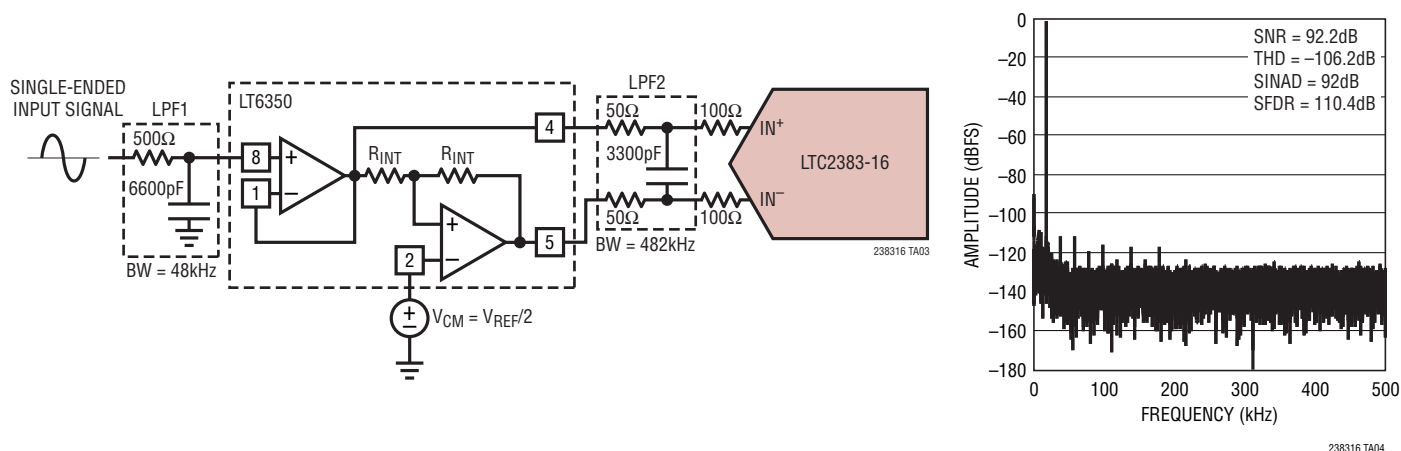 SINGLE-ENDED
INPUT SIGNAL
LPF1
500Ω
6600pF
BW = 48kHz
LT6350
8
1
+
−
RINT
RINT
+
−
2
4
5
+
−
VCM = VREF/2
LPF2
50Ω
3300pF
50Ω
BW = 482kHz
100Ω
100Ω
IN+
IN−
LTC2383-16
238316 TA03
SNR = 92.2dB
THD = −106.2dB
SINAD = 92dB
SFDR = 110.4dB
AMPLITUDE (dBFS)
0
−20
−40
−60
−80
−100
−120
−140
−160
−180
0 100 200 300 400 500
FREQUENCY (kHz)
238316 TA04